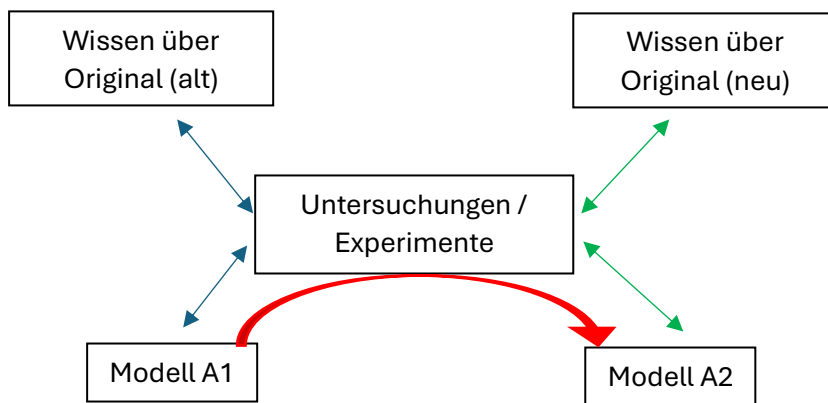 Wissen über
Original (alt)
Wissen über
Original (neu)
Untersuchungen /
Experimente
Modell A1
Modell A2